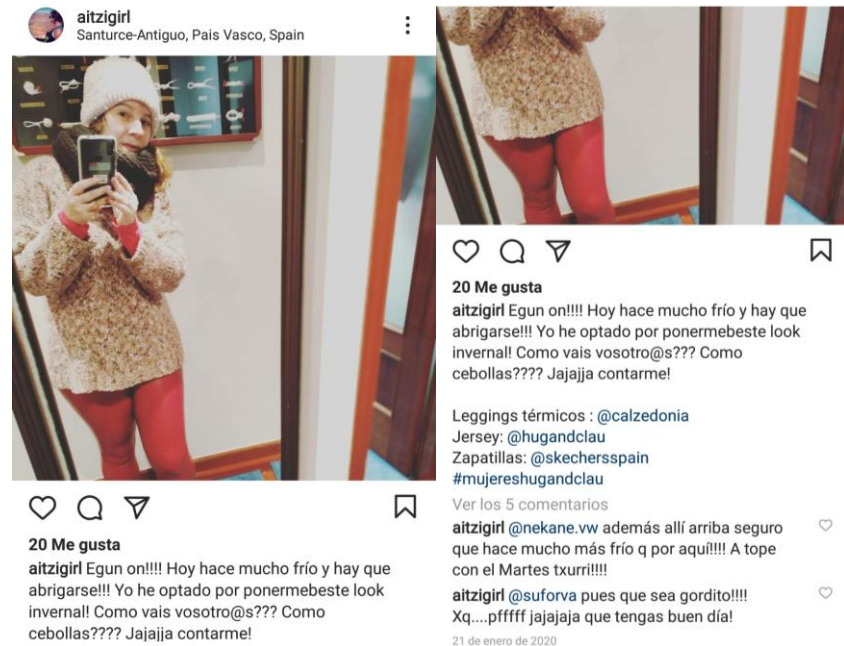 aitzigirl
Santurce-Antiguo, Pais Vasco, Spain
20 Me gusta
aitzigirl Egun on!!!! Hoy hace mucho frío y hay que
abrigarse!!! Yo he optado por ponermebeste look
invernal! Como vais vosotro@s??? Como
cebollas???? Jajajja contarme!
20 Me gusta
aitzigirl Egun on!!!! Hoy hace mucho frío y hay que
abrigarse!!! Yo he optado por ponermebeste look
invernal! Como vais vosotro@s??? Como
cebollas???? Jajajja contarme!
Leggings térmicos : @calzedonia
Jersey: @hugandclau
Zapatillas: @skechersspain
#mujereshugandclau
Ver los 5 comentarios
aitzigirl @nekane.vw además allí arriba seguro
que hace mucho más frío q por aquí!!!! A tope
con el Martes txurri!!!!
aitzigirl @suforva pues que sea gordito!!!!
Xq....pfffff jajajaja que tengas buen día!
21 de enero de 2020